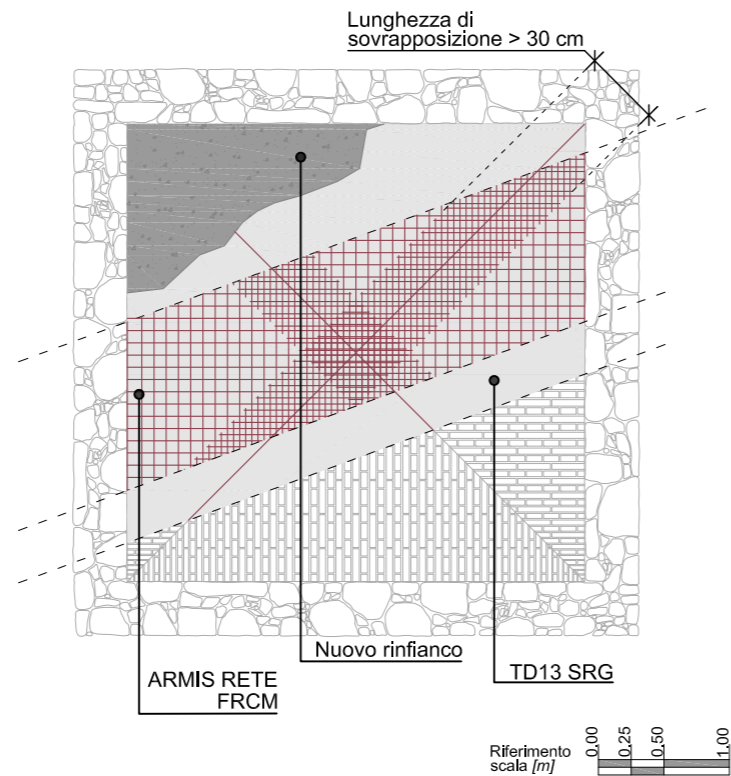 Lunghezza di
sovrapposizione > 30 cm
Nuovo rinfianco
ARMIS RETE
FRCM
TD13 SRG
Riferimento
scala [m]
0,00
0,25
0,50
1,00